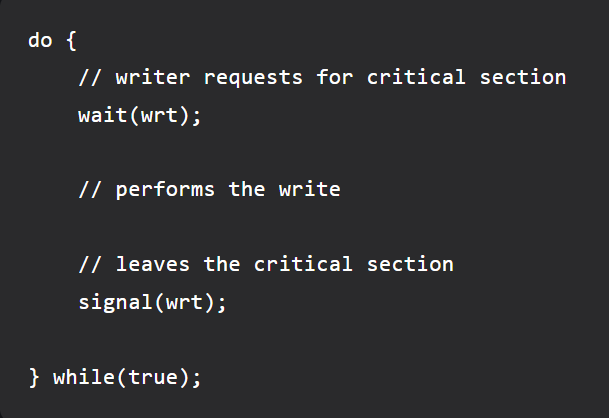 do {
// writer requests for critical section
wait(wrt);
// performs the write
// leaves the critical section
signal(wrt);
} while(true);